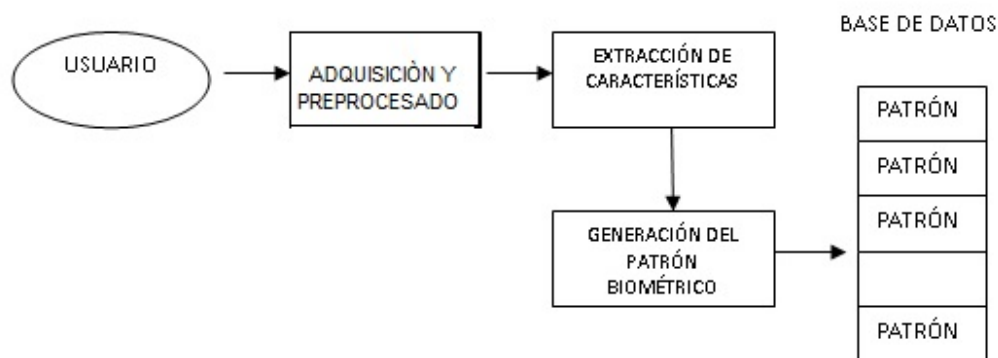 BASE DE DATOS
USUARIO
ADQUISICIÒN Y
PREPROCESADO
EXTRACCIÓN DE
CARACTERÍSTICAS
PATRÓN
PATRÓN
PATRÓN
GENERACIÓN DEL
PATRÓN
BIOMÉTRICO
PATRÓN